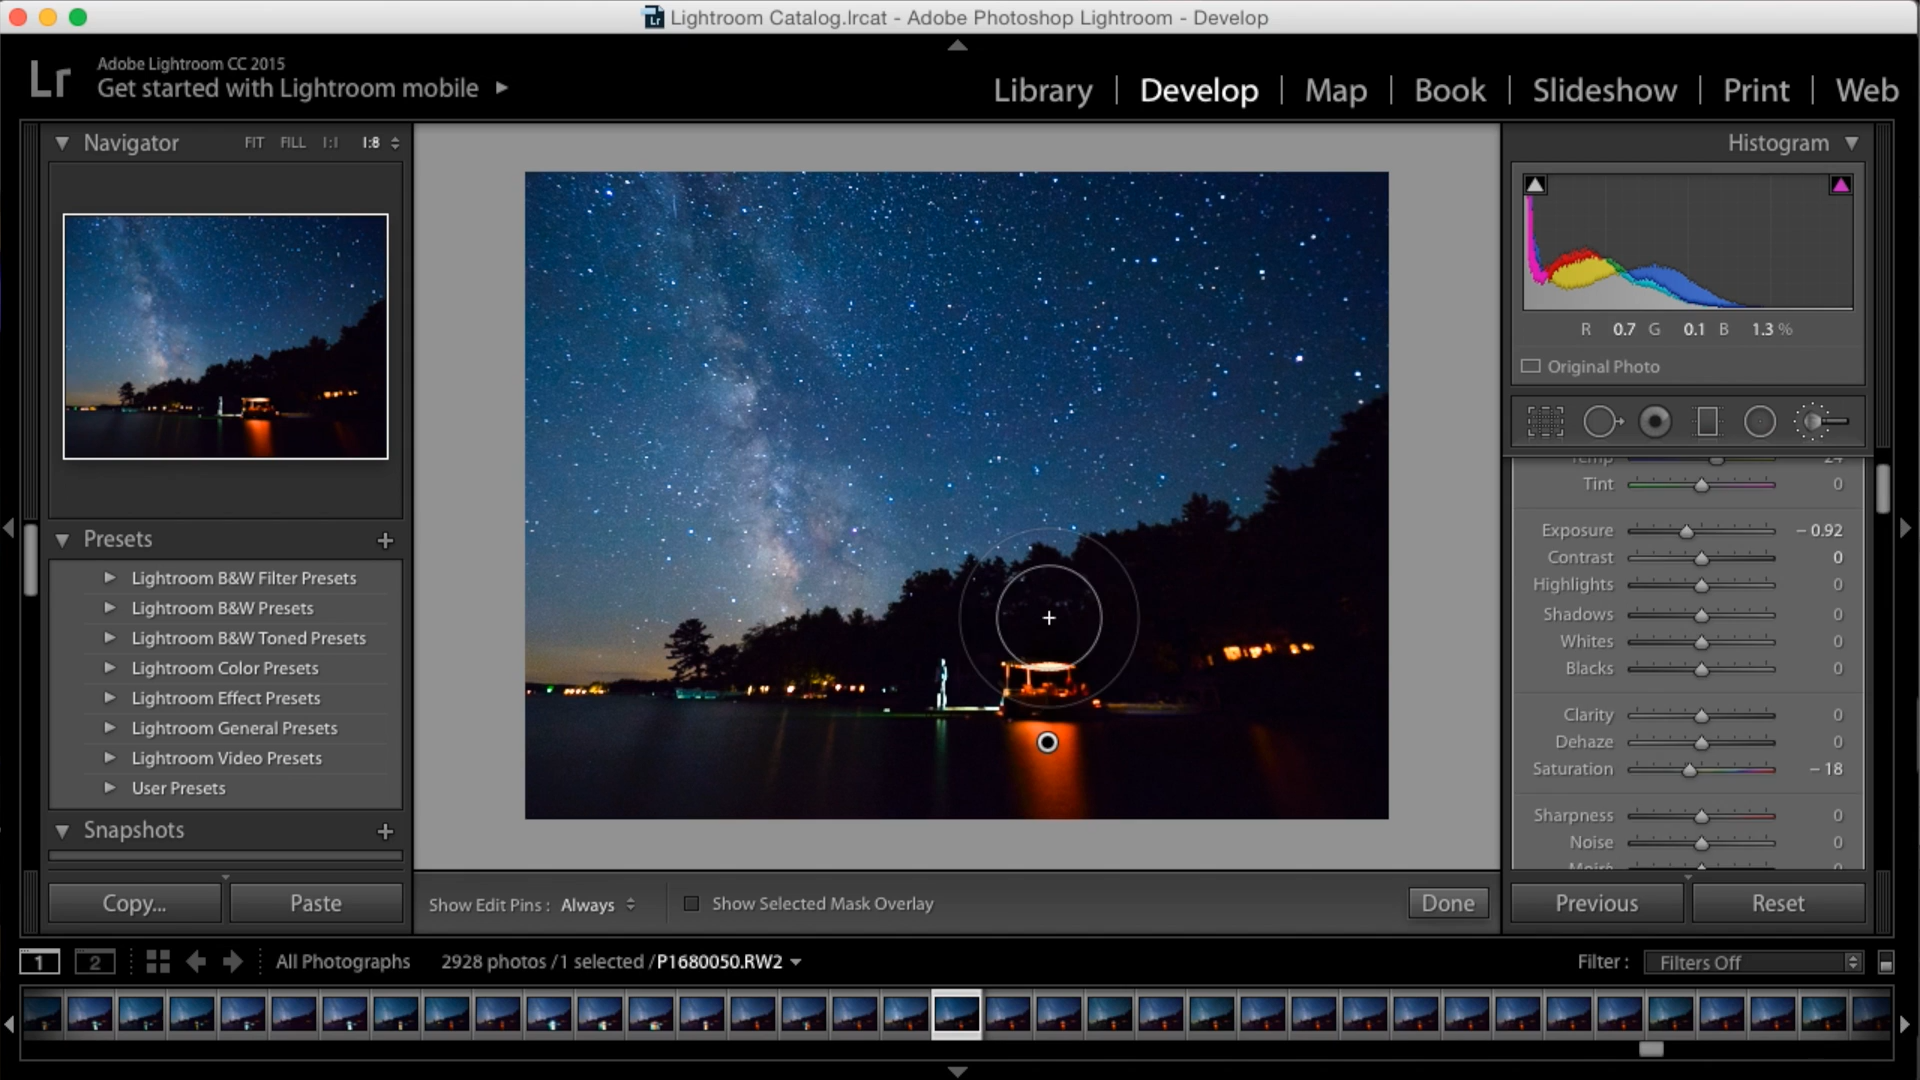 Lightroom Catalog.lrcat - Adobe Photoshop Lightroom - Develop
Lr
Adobe Lightroom CC 2015
Get started with Lightroom mobile
Library | Develop | Map | Book | Slideshow | Print | Web
Navigator FIT FILL 1:1 1:8
Histogram
R 0.7 G 0.1 B 1.3 %
Original Photo
Temp 24
Tint 0
Exposure – 0.92
Contrast 0
Highlights 0
Shadows 0
Whites 0
Blacks 0
Clarity 0
Dehaze 0
Saturation – 18
Sharpness 0
Noise 0
Moiré 0
Presets +
Lightroom B&W Filter Presets
Lightroom B&W Presets
Lightroom B&W Toned Presets
Lightroom Color Presets
Lightroom Effect Presets
Lightroom General Presets
Lightroom Video Presets
User Presets
Snapshots +
Copy... Paste
Show Edit Pins : Always Show Selected Mask Overlay Done
Previous Reset
1 2 All Photographs 2928 photos /1 selected /P1680050.RW2 Filter : Filters Off